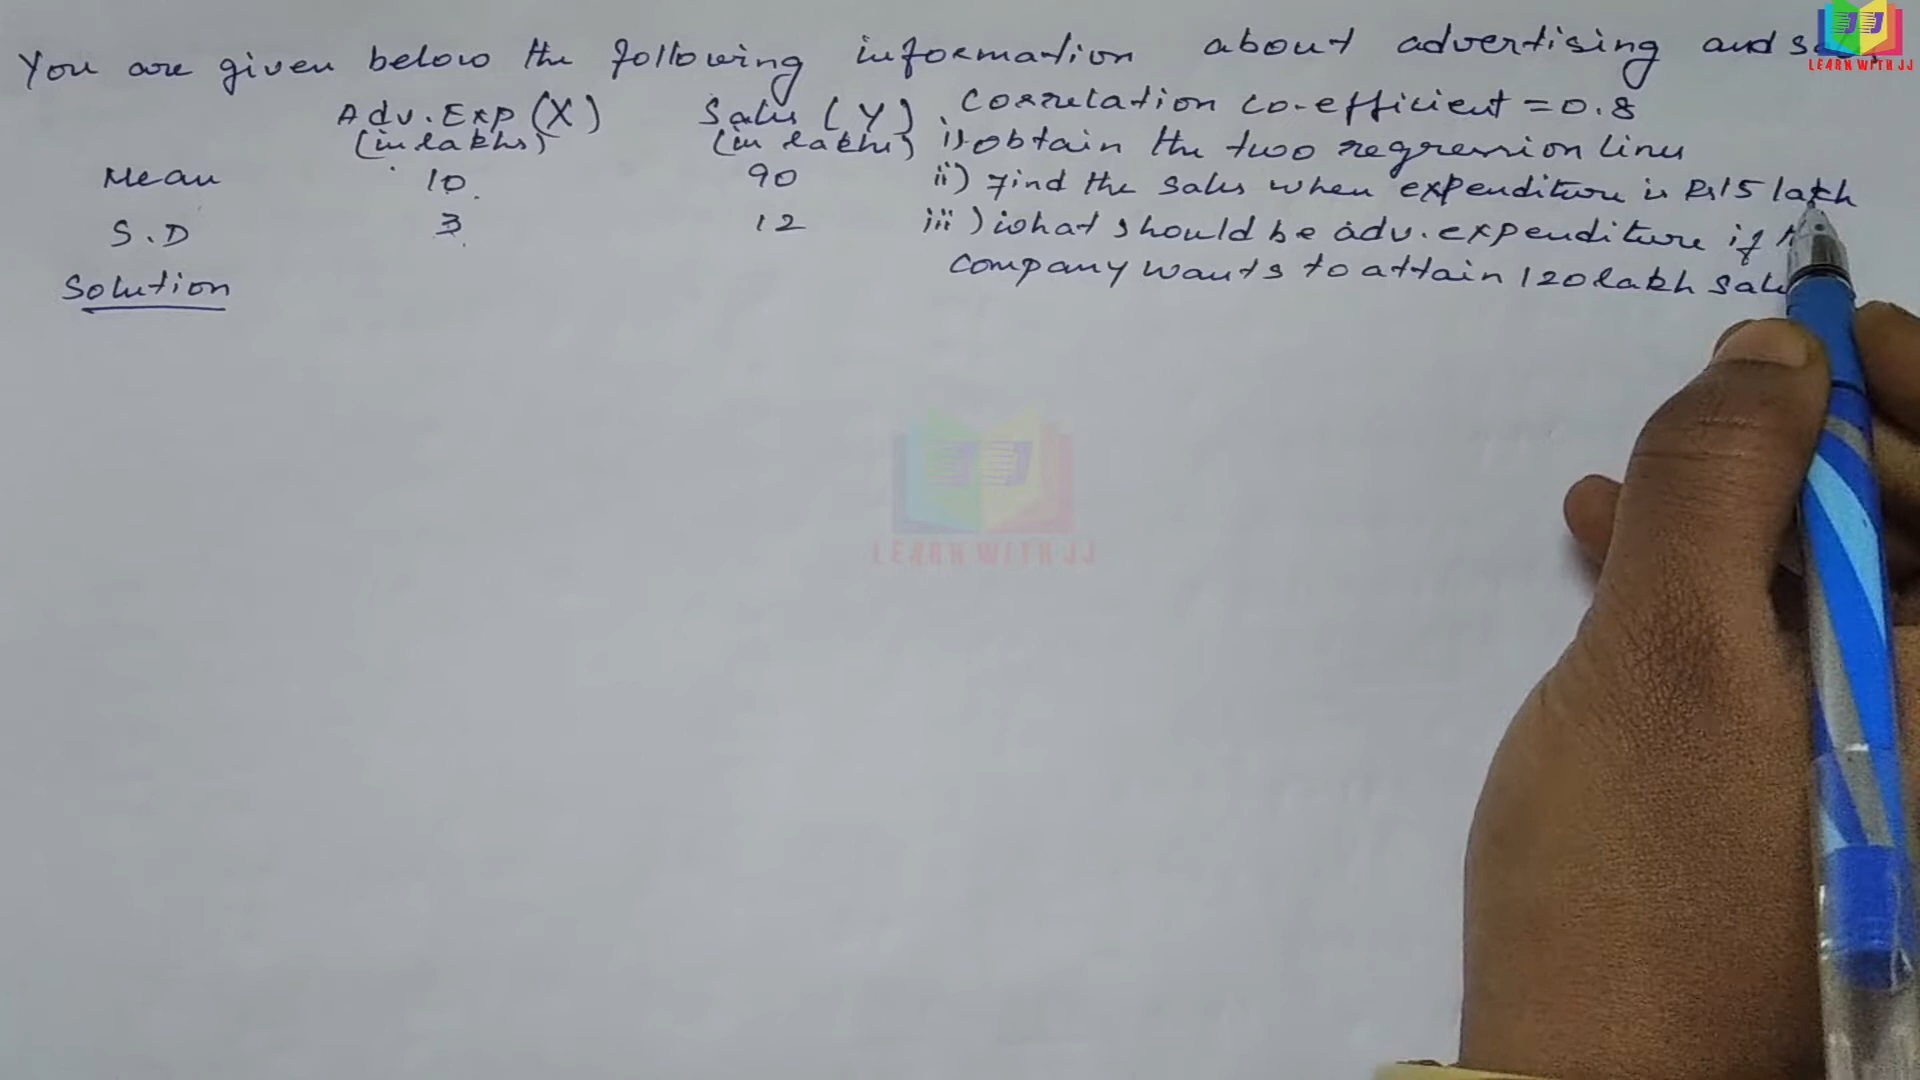 You are given below the following information about advertising and
Adv. Exp (X) Sales (Y) Correlation co-efficient = 0.8
(in lakhs) (in lakhs) i) obtain the two regression lines
Mean 10 90 ii) Find the sales when expenditure is Rs 15 lakh
S.D 3 12 iii) what should be adv. expenditure if
company wants to attain 120 lakh
Solution
LEARN WITH JJ
LEARN WITH JJ